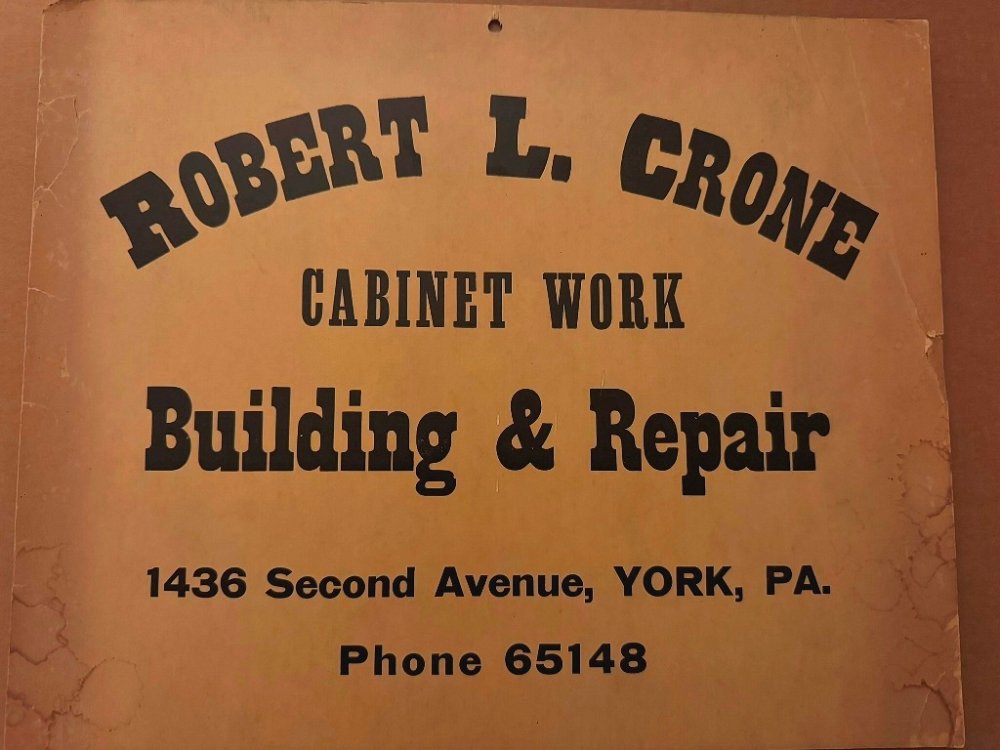 ROBERT L. CRONE
CABINET WORK
Building & Repair
1436 Second Avenue, YORK, PA.
Phone 65148